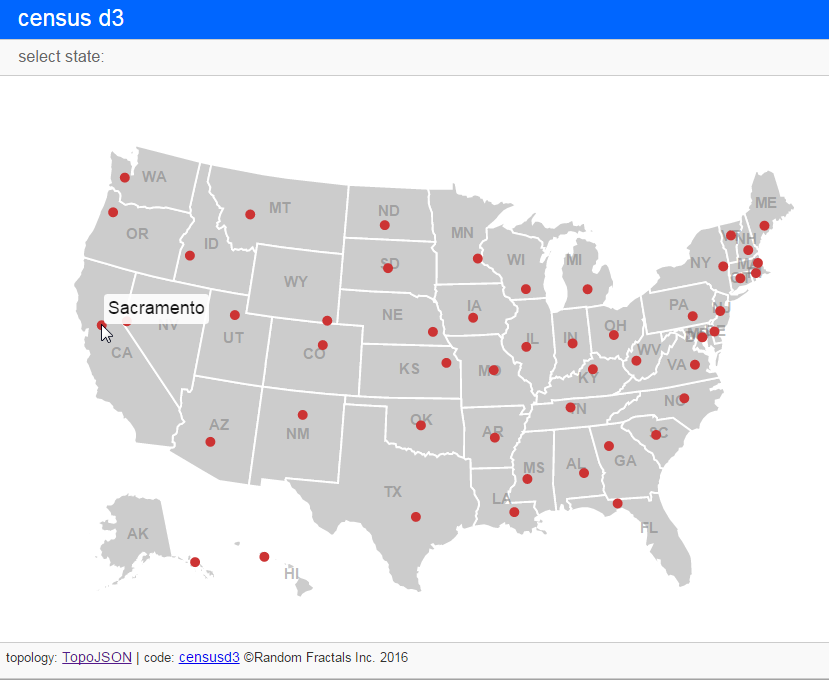 census d3
select state:
WA
ME
MT
ND
OR
MN
NH
ID
WI
MI
NY
SD
WY
PA
IA
NE
NJ
Sacramento
NV
OH
UT
IL
IN
CO
CA
WV
VA
KS
MO
KY
NC
TN
OK
AZ
NM
AR
SC
AL
GA
MS
TX
LA
FL
AK
HI
topology: TopoJSON | code: censusd3 ©Random Fractals Inc. 2016